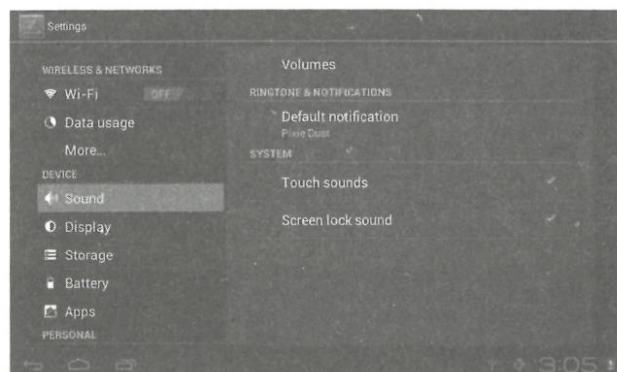 Settings
WIRELESS & NETWORKS
Wi-Fi OFF
Data usage
More...
DEVICE
Sound
Display
Storage
Battery
Apps
PERSONAL
Volumes
RINGTONE & NOTIFICATIONS
Default notification
Pixie Dust
SYSTEM
Touch sounds
Screen lock sound
3:05